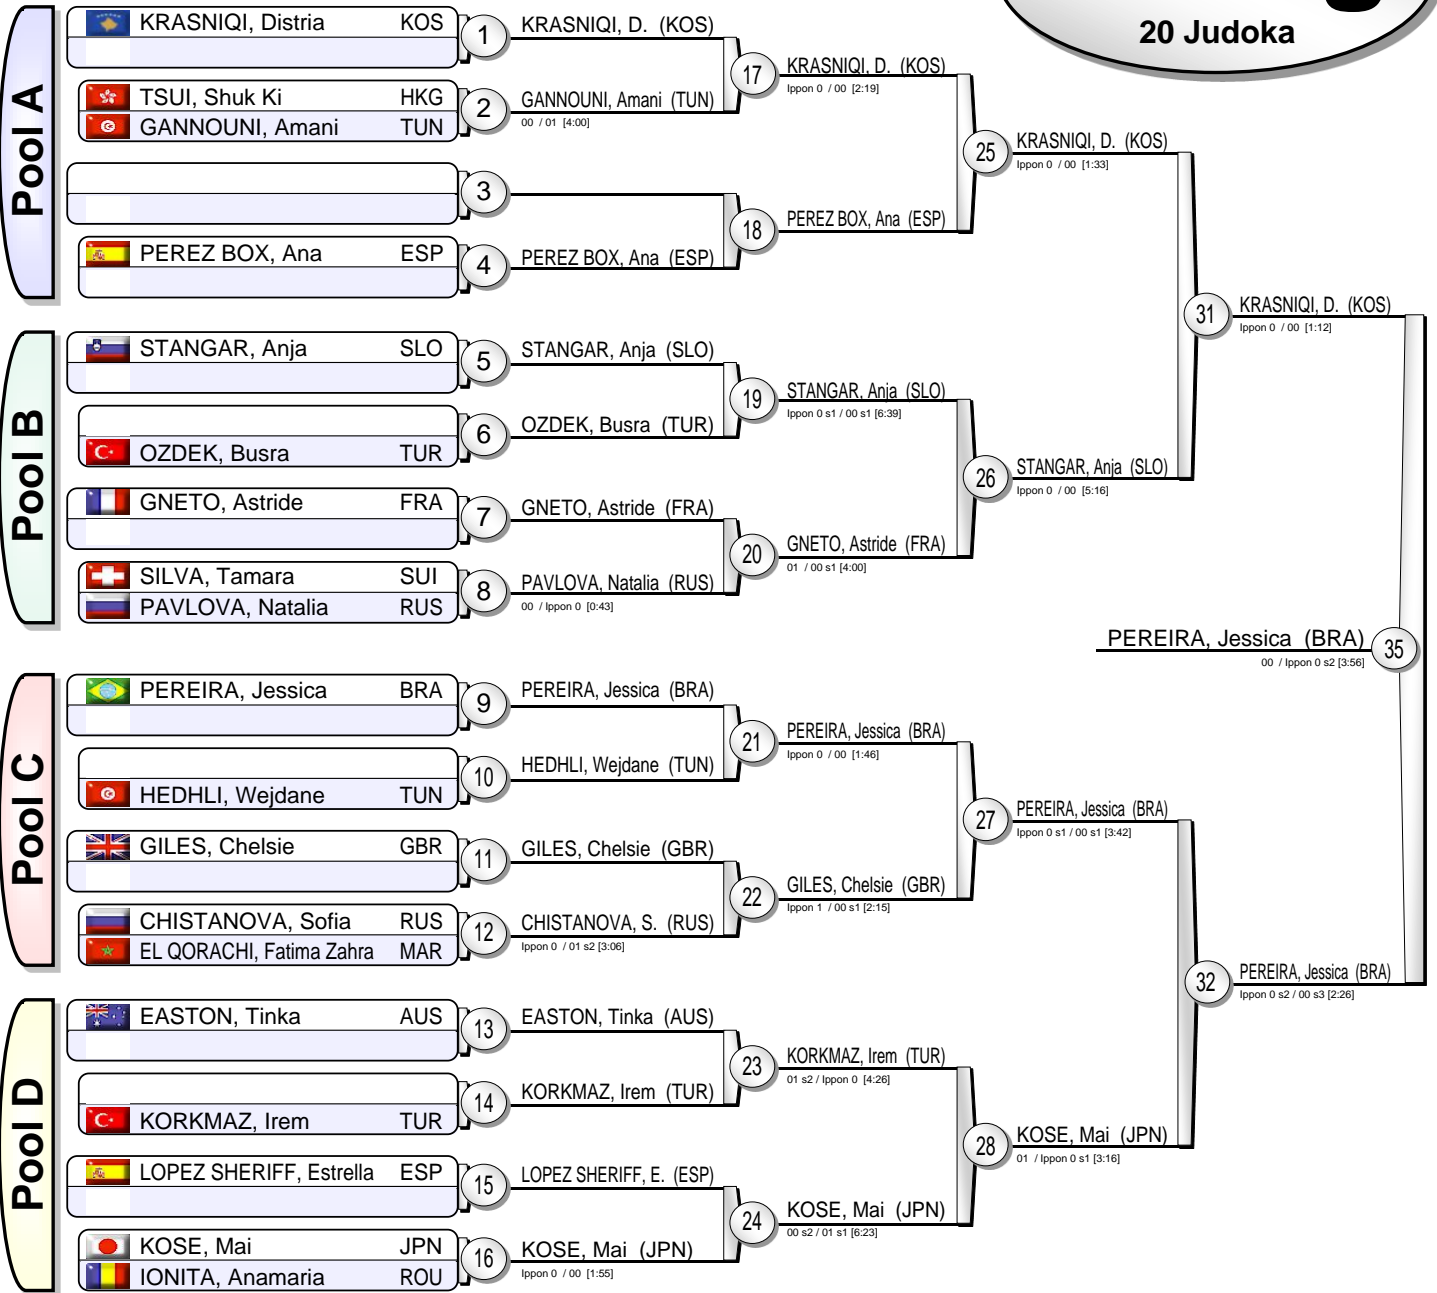 20 Judoka
Pool A
KRASNIQI, Distria KOS
1
KRASNIQI, D. (KOS)
TSUI, Shuk Ki HKG
GANNOUNI, Amani TUN
2
GANNOUNI, Amani (TUN)
00 / 01 [4:00]
17
KRASNIQI, D. (KOS)
Ippon 0 / 00 [2:19]
3
PEREZ BOX, Ana ESP
4
PEREZ BOX, Ana (ESP)
18
PEREZ BOX, Ana (ESP)
25
KRASNIQI, D. (KOS)
Ippon 0 / 00 [1:33]
Pool B
STANGAR, Anja SLO
5
STANGAR, Anja (SLO)
OZDEK, Busra TUR
6
OZDEK, Busra (TUR)
19
STANGAR, Anja (SLO)
Ippon 0 s1 / 00 s1 [6:39]
GNETO, Astride FRA
7
GNETO, Astride (FRA)
SILVA, Tamara SUI
PAVLOVA, Natalia RUS
8
PAVLOVA, Natalia (RUS)
00 / Ippon 0 [0:43]
20
GNETO, Astride (FRA)
01 / 00 s1 [4:00]
26
STANGAR, Anja (SLO)
Ippon 0 / 00 [5:16]
31
KRASNIQI, D. (KOS)
Ippon 0 / 00 [1:12]
PEREIRA, Jessica (BRA)
00 / Ippon 0 s2 [3:56]
35
Pool C
PEREIRA, Jessica BRA
9
PEREIRA, Jessica (BRA)
HEDHLI, Wejdane TUN
10
HEDHLI, Wejdane (TUN)
21
PEREIRA, Jessica (BRA)
Ippon 0 / 00 [1:46]
GILES, Chelsie GBR
11
GILES, Chelsie (GBR)
CHISTANOVA, Sofia RUS
EL QORACHI, Fatima Zahra MAR
12
CHISTANOVA, S. (RUS)
Ippon 0 / 01 s2 [3:06]
22
GILES, Chelsie (GBR)
Ippon 1 / 00 s1 [2:15]
27
PEREIRA, Jessica (BRA)
Ippon 0 s1 / 00 s1 [3:42]
Pool D
EASTON, Tinka AUS
13
EASTON, Tinka (AUS)
KORKMAZ, Irem TUR
14
KORKMAZ, Irem (TUR)
23
KORKMAZ, Irem (TUR)
01 s2 / Ippon 0 [4:26]
LOPEZ SHERIFF, Estrella ESP
15
LOPEZ SHERIFF, E. (ESP)
KOSE, Mai JPN
IONITA, Anamaria ROU
16
KOSE, Mai (JPN)
Ippon 0 / 00 [1:55]
24
KOSE, Mai (JPN)
00 s2 / 01 s1 [6:23]
28
KOSE, Mai (JPN)
01 / Ippon 0 s1 [3:16]
32
PEREIRA, Jessica (BRA)
Ippon 0 s2 / 00 s3 [2:26]